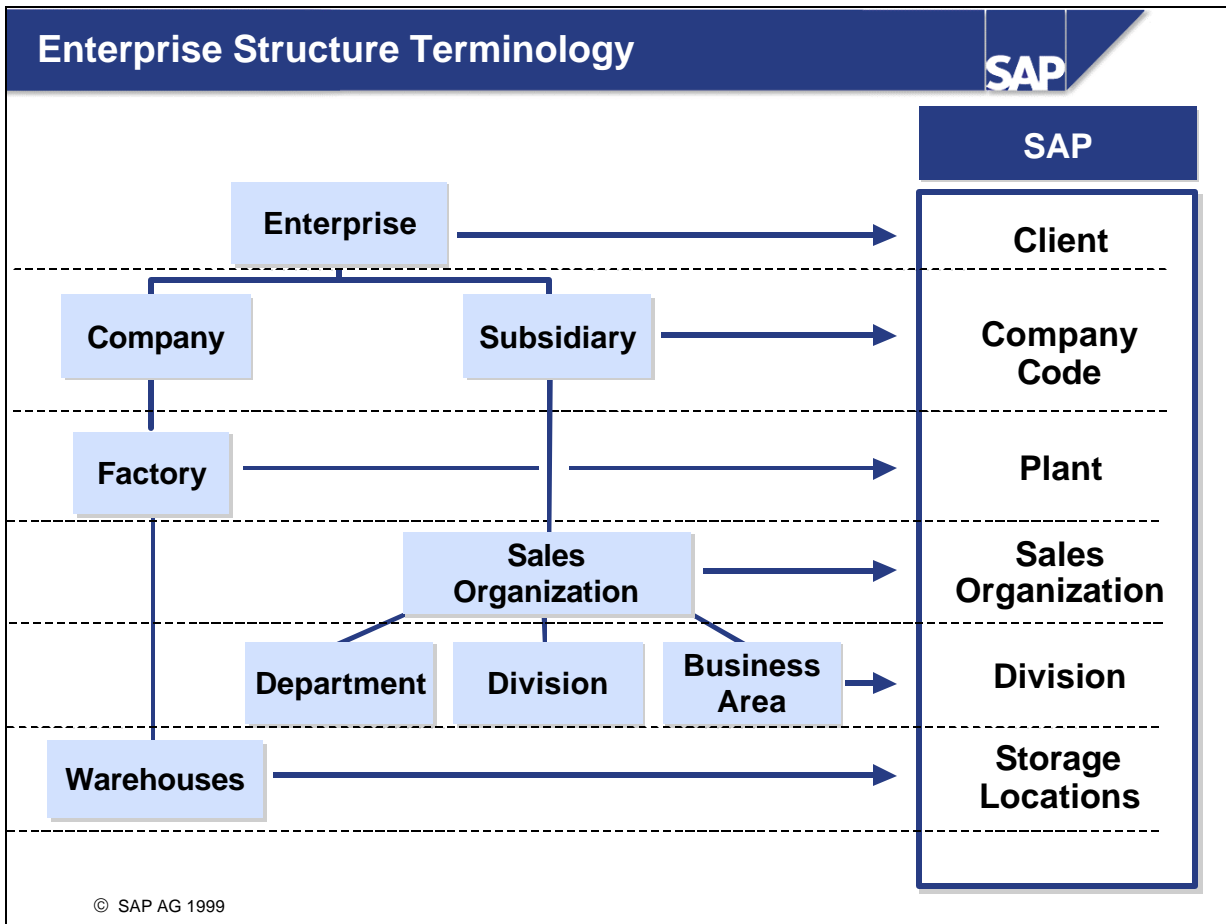 Enterprise Structure Terminology
SAP
SAP
Enterprise
Client
Company
Subsidiary
Company
Code
Factory
Plant
Sales
Organization
Sales
Organization
Department
Division
Business
Area
Division
Warehouses
Storage
Locations
© SAP AG 1999